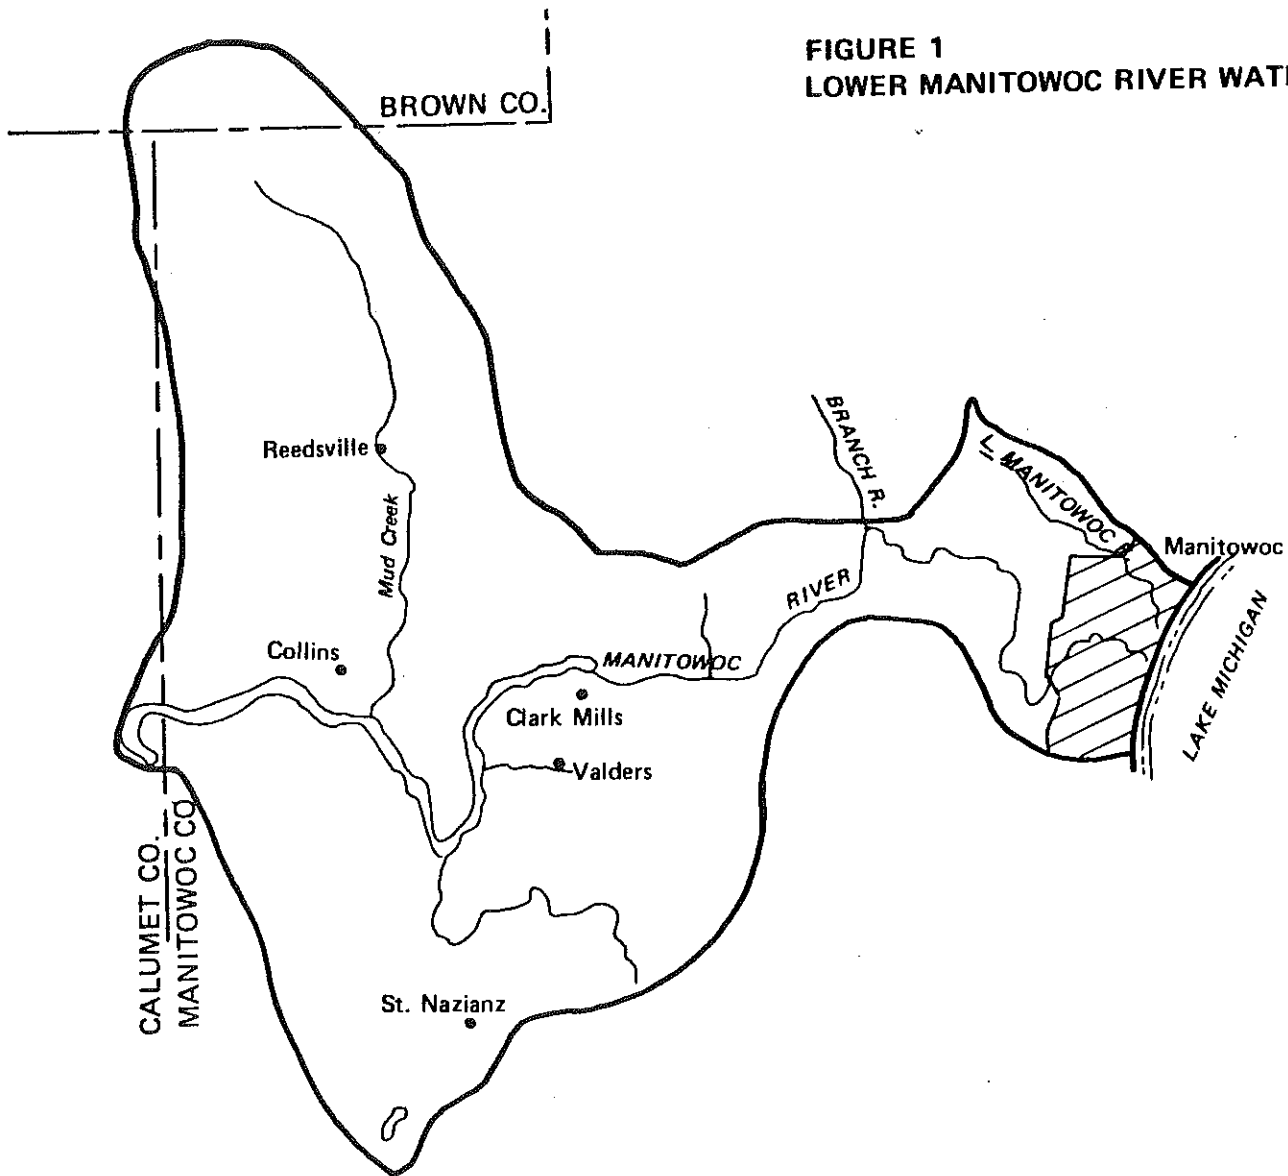 FIGURE 1
LOWER MANITOWOC RIVER
BROWN CO.
BRANCH R.
L. MANITOWOC R.
Reedsville
Mud Creek
Manitowoc
RIVER
Collins
MANITOWOC
Clark Mills
Valders
LAKE MICHIGAN
CALUMET CO.
MANITOWOC CO
St. Nazianz